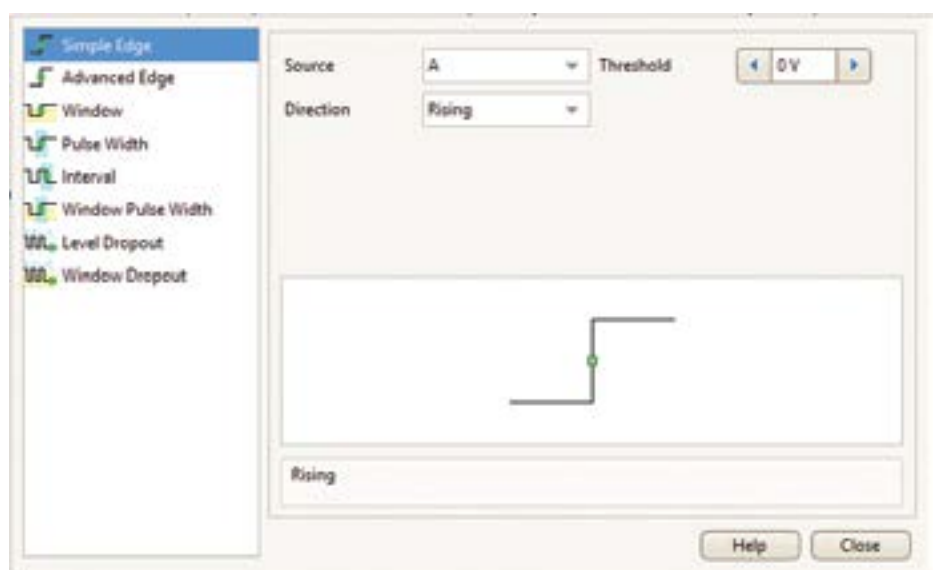 Simple Edge
Advanced Edge
Window
Pulse Width
Interval
Window Pulse Width
Level Dropout
Window Dropout
Source A Threshold 0 V
Direction Rising
Rising
Help Close